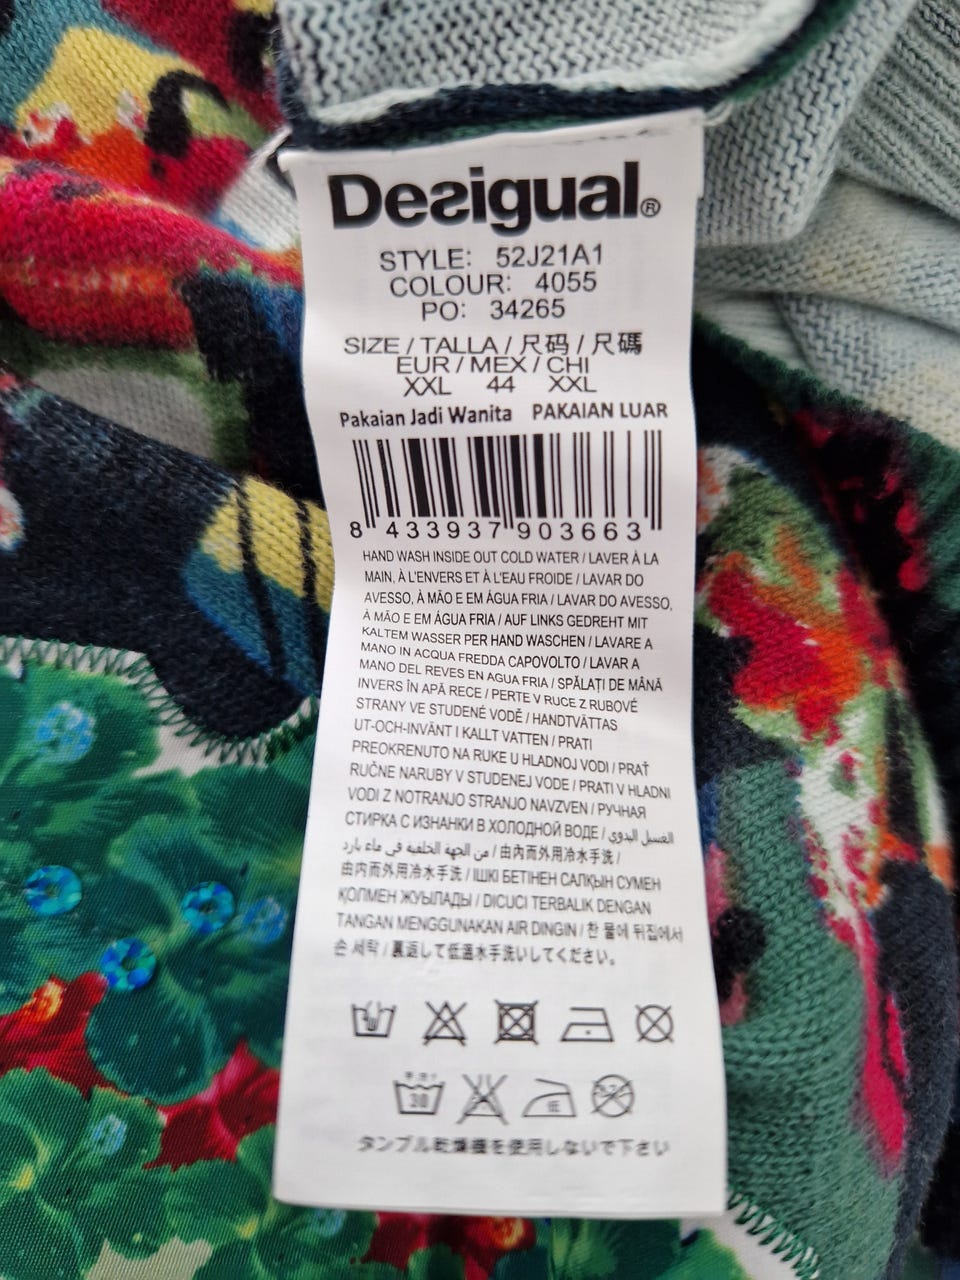 Desigual®
STYLE: 52J21A1
COLOUR: 4055
PO: 34265
SIZE / TALLA / 尺码 / 尺碼
EUR / MEX / CHI
XXL 44 XXL
Pakaian Jadi Wanita PAKAIAN LUAR
8 433937 903663
HAND WASH INSIDE OUT COLD WATER / LAVER À LA
MAIN, À L'ENVERS ET À L'EAU FROIDE / LAVAR DO
AVESSO, À MÃO E EM ÁGUA FRIA / LAVAR DO AVESSO,
À MÃO E EM ÁGUA FRIA / AUF LINKS GEDREHT MIT
KALTEM WASSER PER HAND WASCHEN / LAVARE A
MANO IN ACQUA FREDDA CAPOVOLTO / LAVAR A
MANO DEL REVES EN AGUA FRIA / SPĂLAȚI DE MÂNĂ
INVERS ÎN APĂ RECE / PERTE V RUCE Z RUBOVÉ
STRANY VE STUDENÉ VODĚ / HANDTVÄTTAS
UT-OCH-INVÄNT I KALLT VATTEN / PRATI
PREOKRENUTO NA RUKE U HLADNOJ VODI / PRAŤ
RUČNE NARUBY V STUDENEJ VODE / PRATI V HLADNI
VODI Z NOTRANJO STRANJO NAVZVEN / РУЧНАЯ
СТИРКА С ИЗНАНКИ В ХОЛОДНОЙ ВОДЕ / الغسيل اليدوي
من الجهة الخلفية في ماء بارد / 由內而外用冷水手洗 /
由内而外用冷水手洗 / ІШКІ БЕТІНЕН САЛҚЫН СУМЕН
ҚОЛМЕН ЖУЫЛАДЫ / DICUCI TERBALIK DENGAN
TANGAN MENGGUNAKAN AIR DINGIN / 찬 물에 뒤집에서
손 세탁 / 裏返して低温水手洗いしてください。
30
タンブル乾燥機を使用しないで下さい